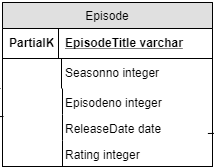 Episode
PartialK EpisodeTitle varchar
Seasonno integer
Episodeno integer
ReleaseDate date
Rating integer